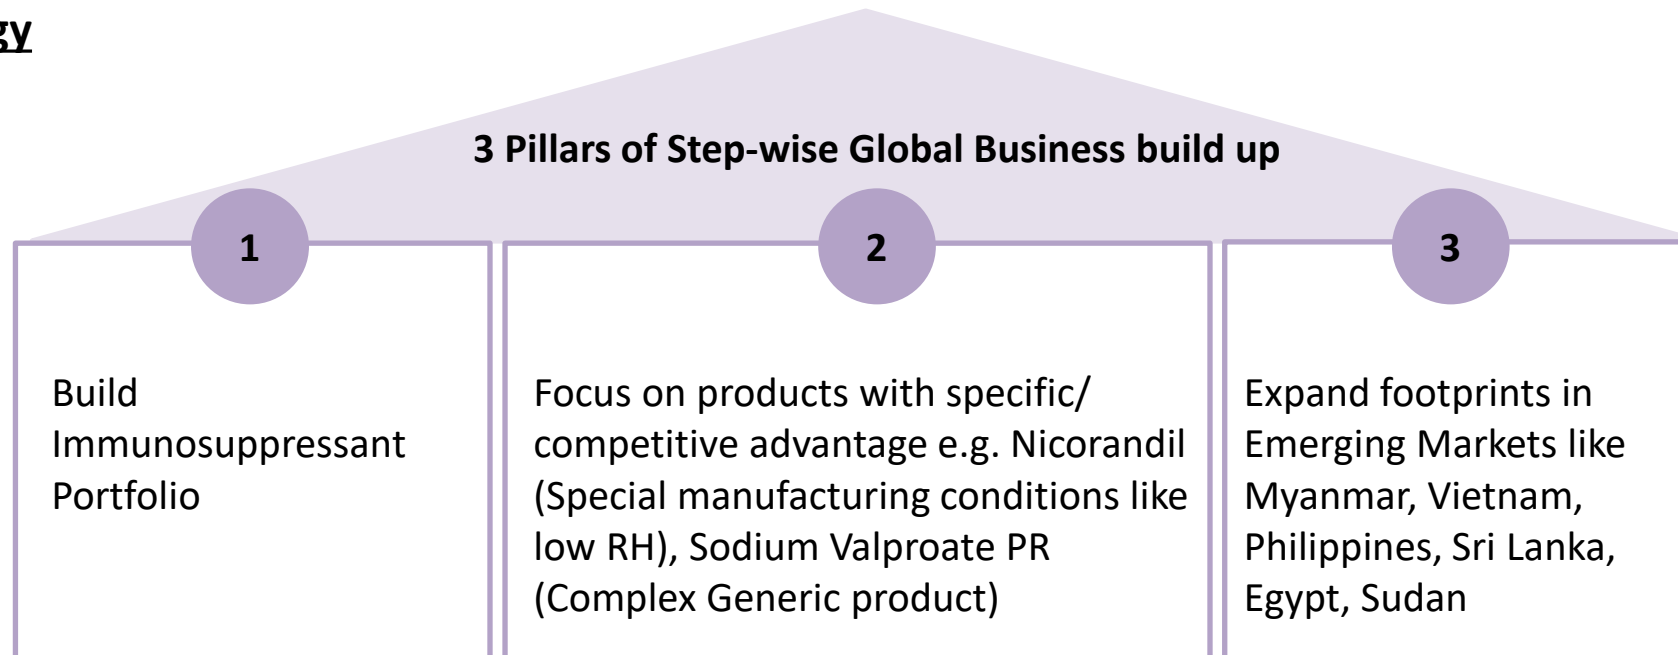 gy
3 Pillars of Step-wise Global Business build up
1
Build
Immunosuppressant
Portfolio
2
Focus on products with specific/
competitive advantage e.g. Nicorandil
(Special manufacturing conditions like
low RH), Sodium Valproate PR
(Complex Generic product)
3
Expand footprints in
Emerging Markets like
Myanmar, Vietnam,
Philippines, Sri Lanka,
Egypt, Sudan